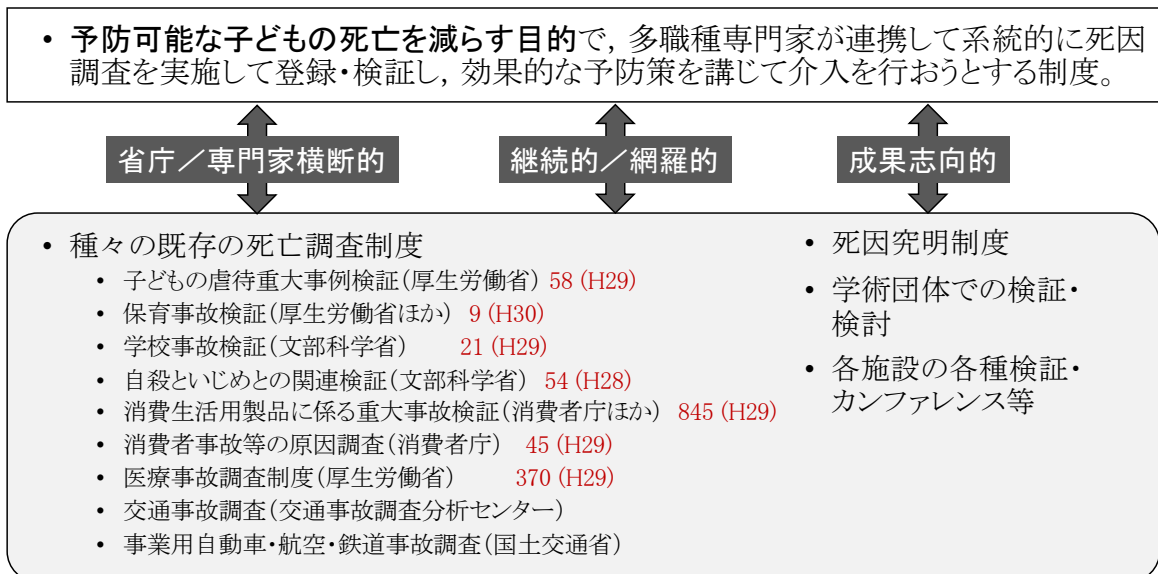 • 予防可能な子どもの死亡を減らす目的で, 多職種専門家が連携して系統的に死因
調査を実施して登録・検証し, 効果的な予防策を講じて介入を行おうとする制度。
省庁／専門家横断的
継続的／網羅的
成果志向的
• 種々の既存の死亡調査制度
• 子どもの虐待重大事例検証(厚生労働省) 58 (H29)
• 保育事故検証(厚生労働省ほか) 9 (H30)
• 学校事故検証(文部科学省) 21 (H29)
• 自殺といじめとの関連検証(文部科学省) 54 (H28)
• 消費生活用製品に係る重大事故検証(消費者庁ほか) 845 (H29)
• 消費者事故等の原因調査(消費者庁) 45 (H29)
• 医療事故調査制度(厚生労働省) 370 (H29)
• 交通事故調査(交通事故調査分析センター)
• 事業用自動車・航空・鉄道事故調査(国土交通省)
• 死因究明制度
• 学術団体での検証・
検討
• 各施設の各種検証・
カンファレンス等